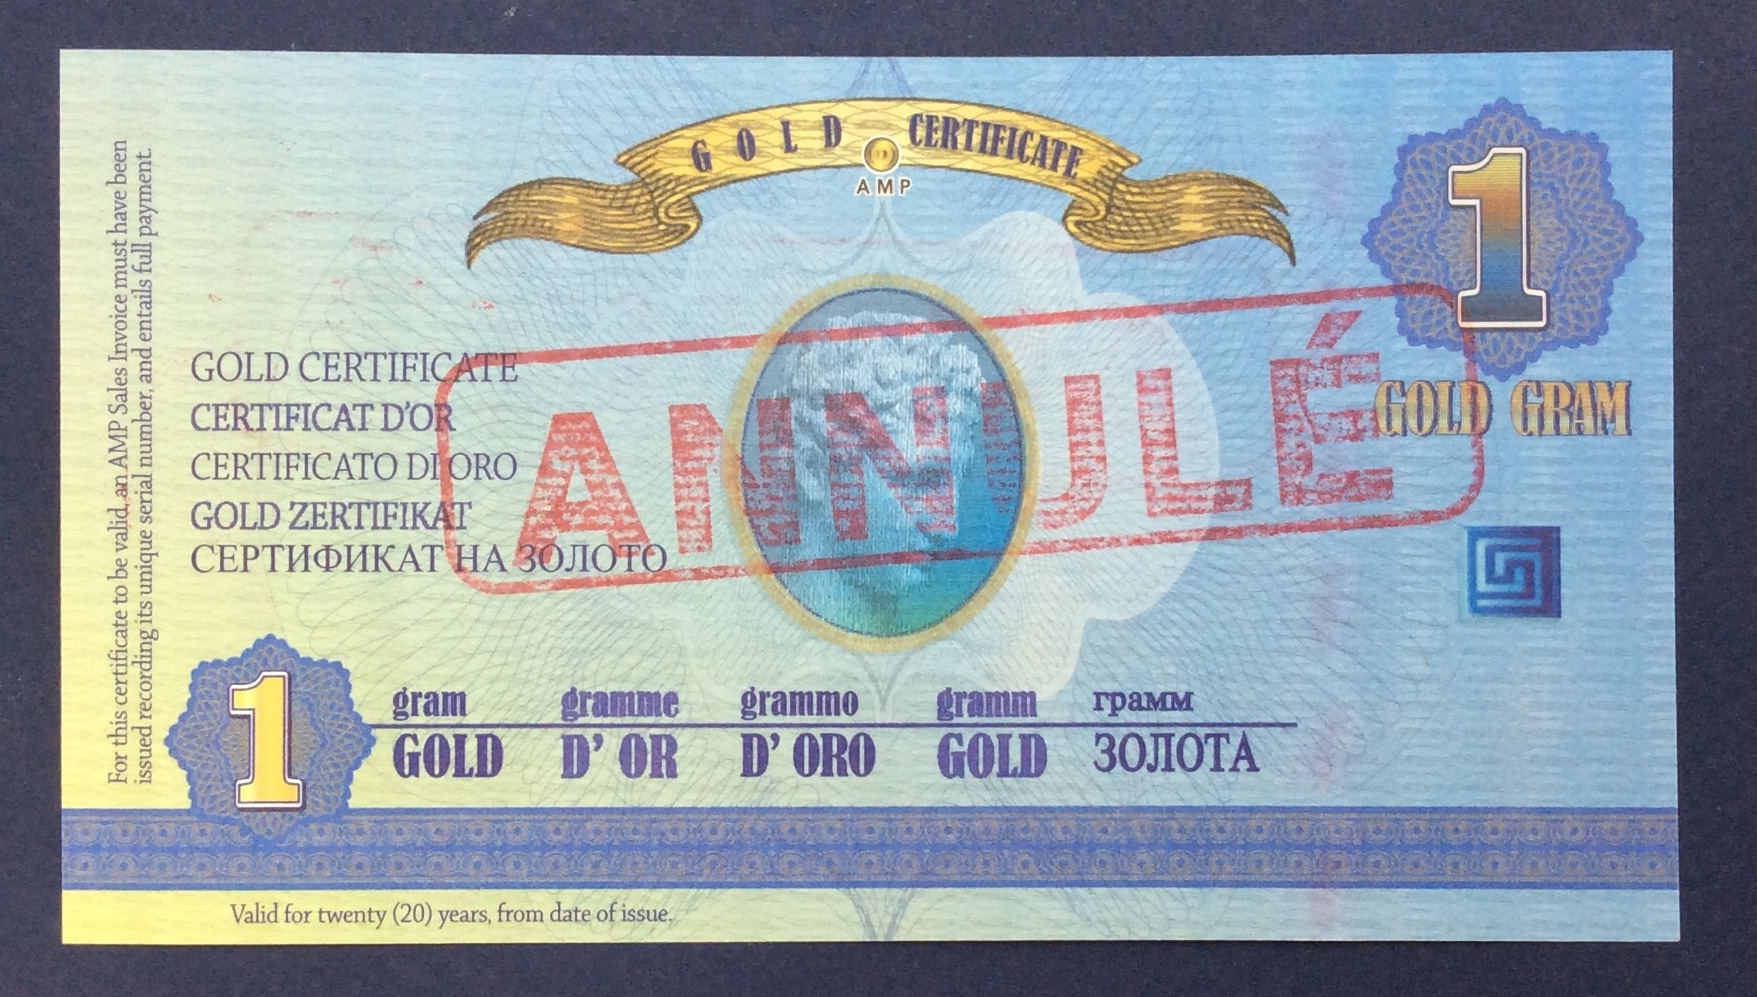 GOLD CERTIFICATE
AMP
1
GOLD GRAM
For this certificate to be valid, an AMP Sales Invoice must have been
issued recording its unique serial number, and entails full payment.
GOLD CERTIFICATE
CERTIFICAT D'OR
CERTIFICATO DI ORO
GOLD ZERTIFIKAT
СЕРТИФИКАТ НА ЗОЛОТО
ANNULÉ
1
gram gramme grammo gramm грамм
GOLD D' OR D' ORO GOLD ЗОЛОТА
Valid for twenty (20) years, from date of issue.